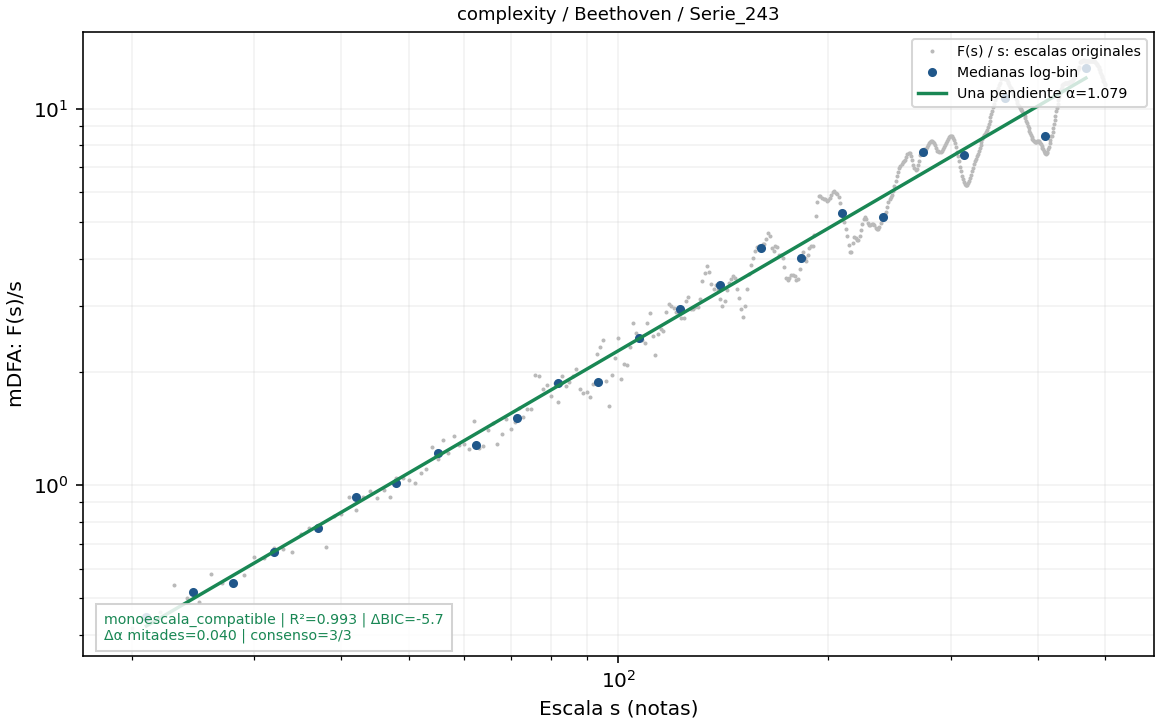 complexity / Beethoven / Serie_243
F(s) / s: escalas originales
Medianas log-bin
Una pendiente α=1.079
10¹
10⁰
mDFA: F(s)/s
monoescala_compatible | R²=0.993 | ΔBIC=-5.7
Δα mitades=0.040 | consenso=3/3
10²
Escala s (notas)